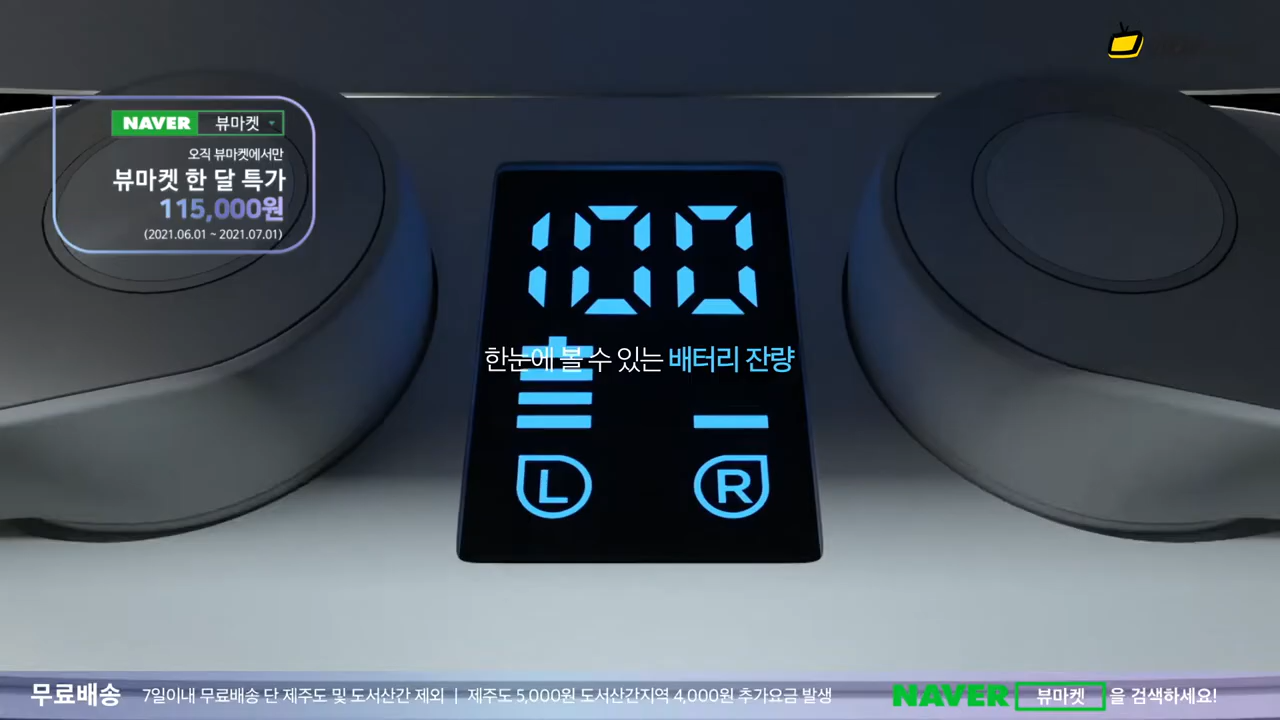 NAVER 뷰마켓
오직 뷰마켓에서만
뷰마켓 한 달 특가
115,000원
(2021.06.01 ~ 2021.07.01)
100
한눈에 볼 수 있는 배터리 잔량
L R
무료배송 7일이내 무료배송 단 제주도 및 도서산간 제외 | 제주도 5,000원 도서산간지역 4,000원 추가요금 발생 NAVER 뷰마켓 을 검색하세요!